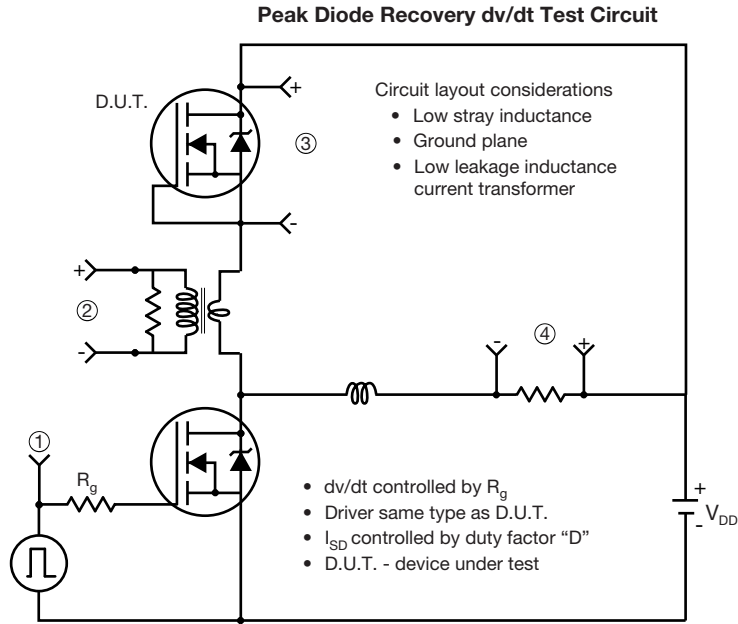 Peak Diode Recovery dv/dt Test Circuit
D.U.T.
+
③
-
Circuit layout considerations
• Low stray inductance
• Ground plane
• Low leakage inductance
current transformer
+
②
-
-
④
+
①
Rg
• dv/dt controlled by Rg
• Driver same type as D.U.T.
• ISD controlled by duty factor “D”
• D.U.T. - device under test
+
-
VDD